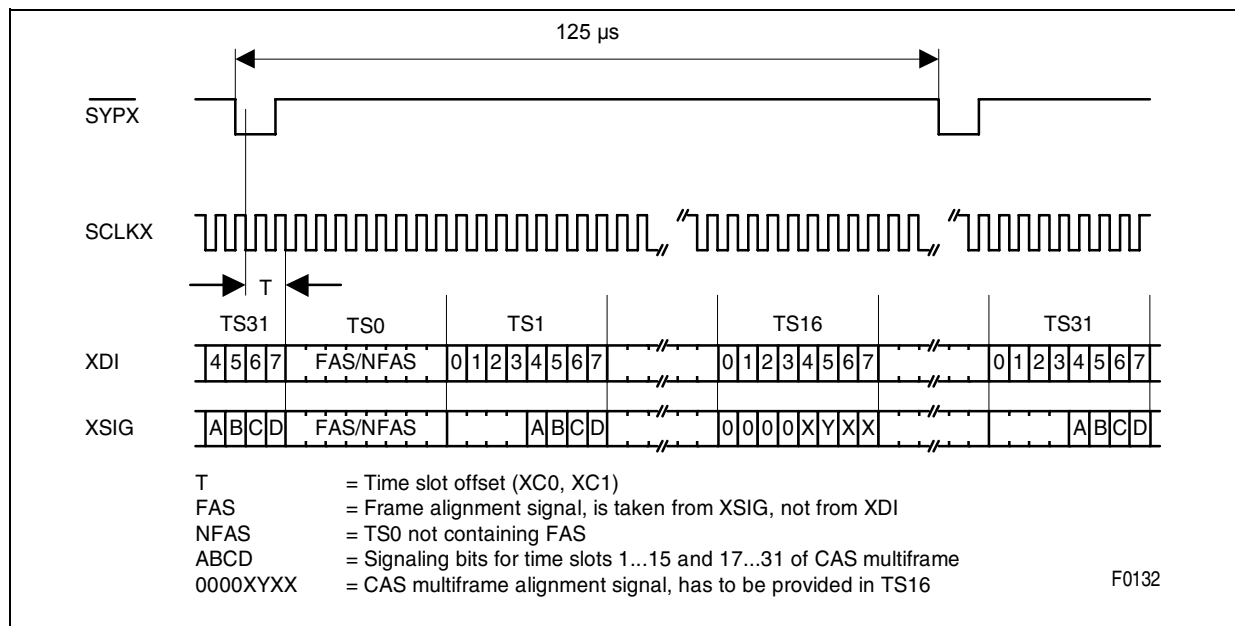 125 µs
SYPX
SCLKX
T
TS31 TS0 TS1 TS16 TS31
XDI 4 5 6 7 FAS/NFAS 0 1 2 3 4 5 6 7 0 1 2 3 4 5 6 7 0 1 2 3 4 5 6 7
XSIG A B C D FAS/NFAS A B C D 0 0 0 0 X Y X X A B C D
T = Time slot offset (XC0, XC1)
FAS = Frame alignment signal, is taken from XSIG, not from XDI
NFAS = TS0 not containing FAS
ABCD = Signaling bits for time slots 1...15 and 17...31 of CAS multiframe
0000XYXX = CAS multiframe alignment signal, has to be provided in TS16
F0132